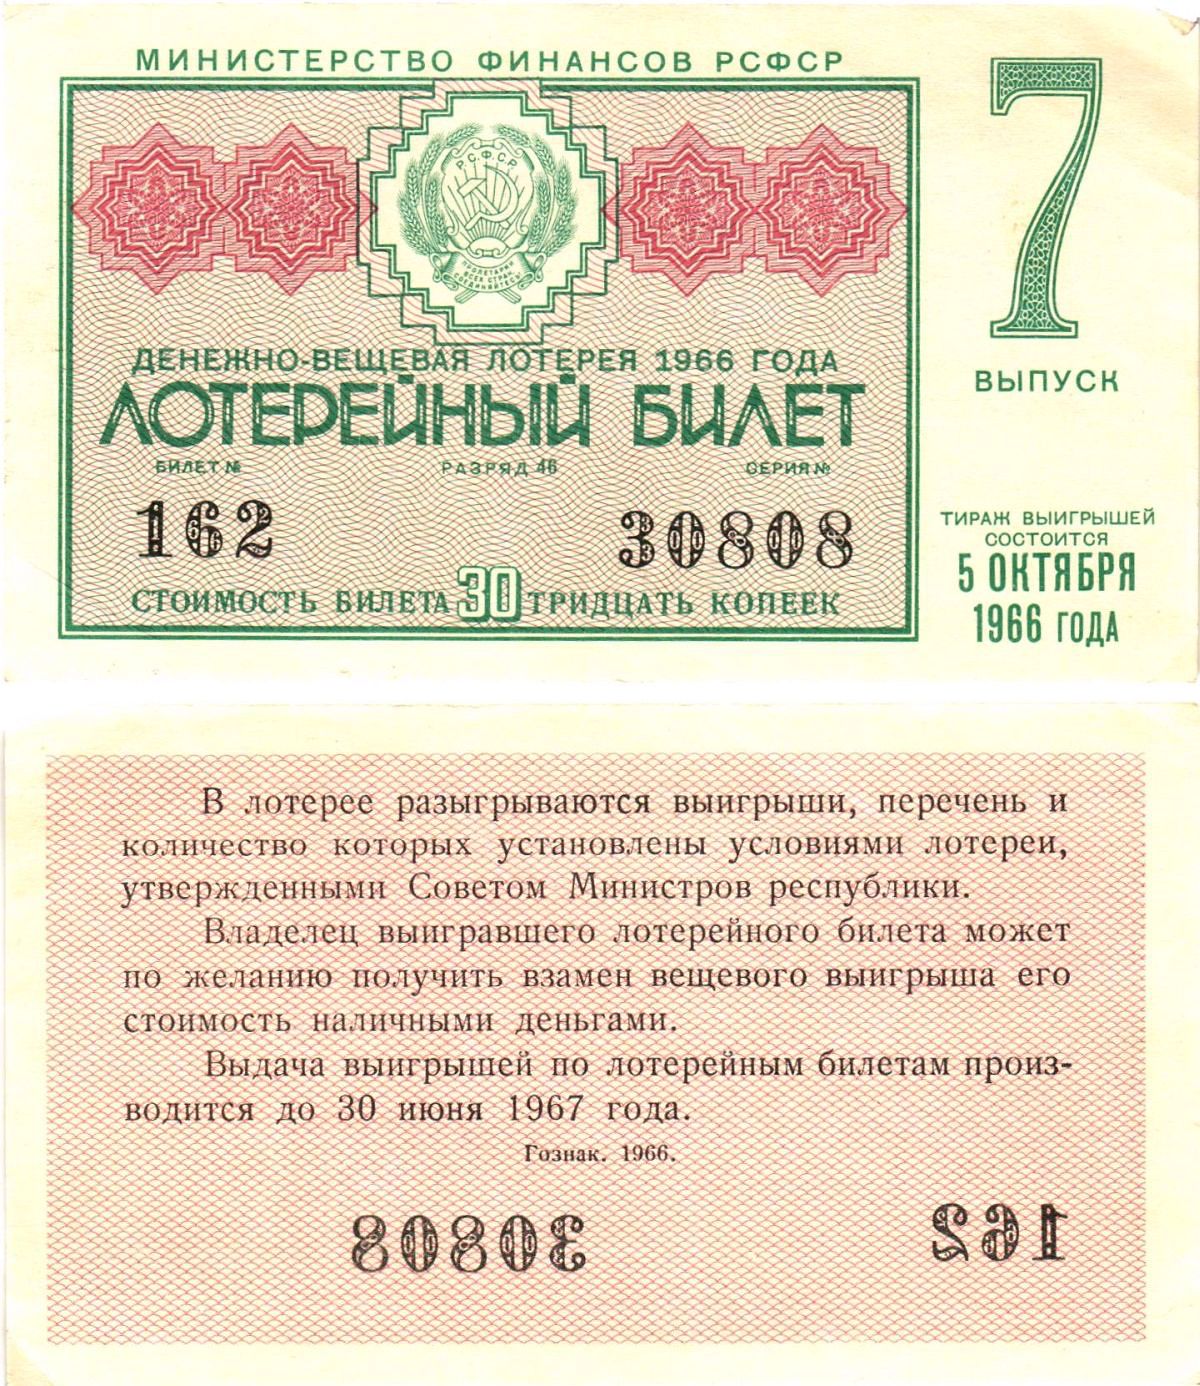 МИНИСТЕРСТВО ФИНАНСОВ РСФСР
Р.С.Ф.С.Р.
ПРОЛЕТАРИИ
ВСЕХ СТРАН
СОЕДИНЯЙТЕСЬ
ДЕНЕЖНО-ВЕЩЕВАЯ ЛОТЕРЕЯ 1966 ГОДА
ЛОТЕРЕЙНЫЙ БИЛЕТ
БИЛЕТ № РАЗРЯД 46 СЕРИЯ №
162 30808
СТОИМОСТЬ БИЛЕТА 30 ТРИДЦАТЬ КОПЕЕК
7
ВЫПУСК
ТИРАЖ ВЫИГРЫШЕЙ
СОСТОИТСЯ
5 ОКТЯБРЯ
1966 ГОДА
В лотерее разыгрываются выигрыши, перечень и
количество которых установлены условиями лотереи,
утвержденными Советом Министров республики.
Владелец выигравшего лотерейного билета может
по желанию получить взамен вещевого выигрыша его
стоимость наличными деньгами.
Выдача выигрышей по лотерейным билетам произ-
водится до 30 июня 1967 года.
Гознак. 1966.
30808 162